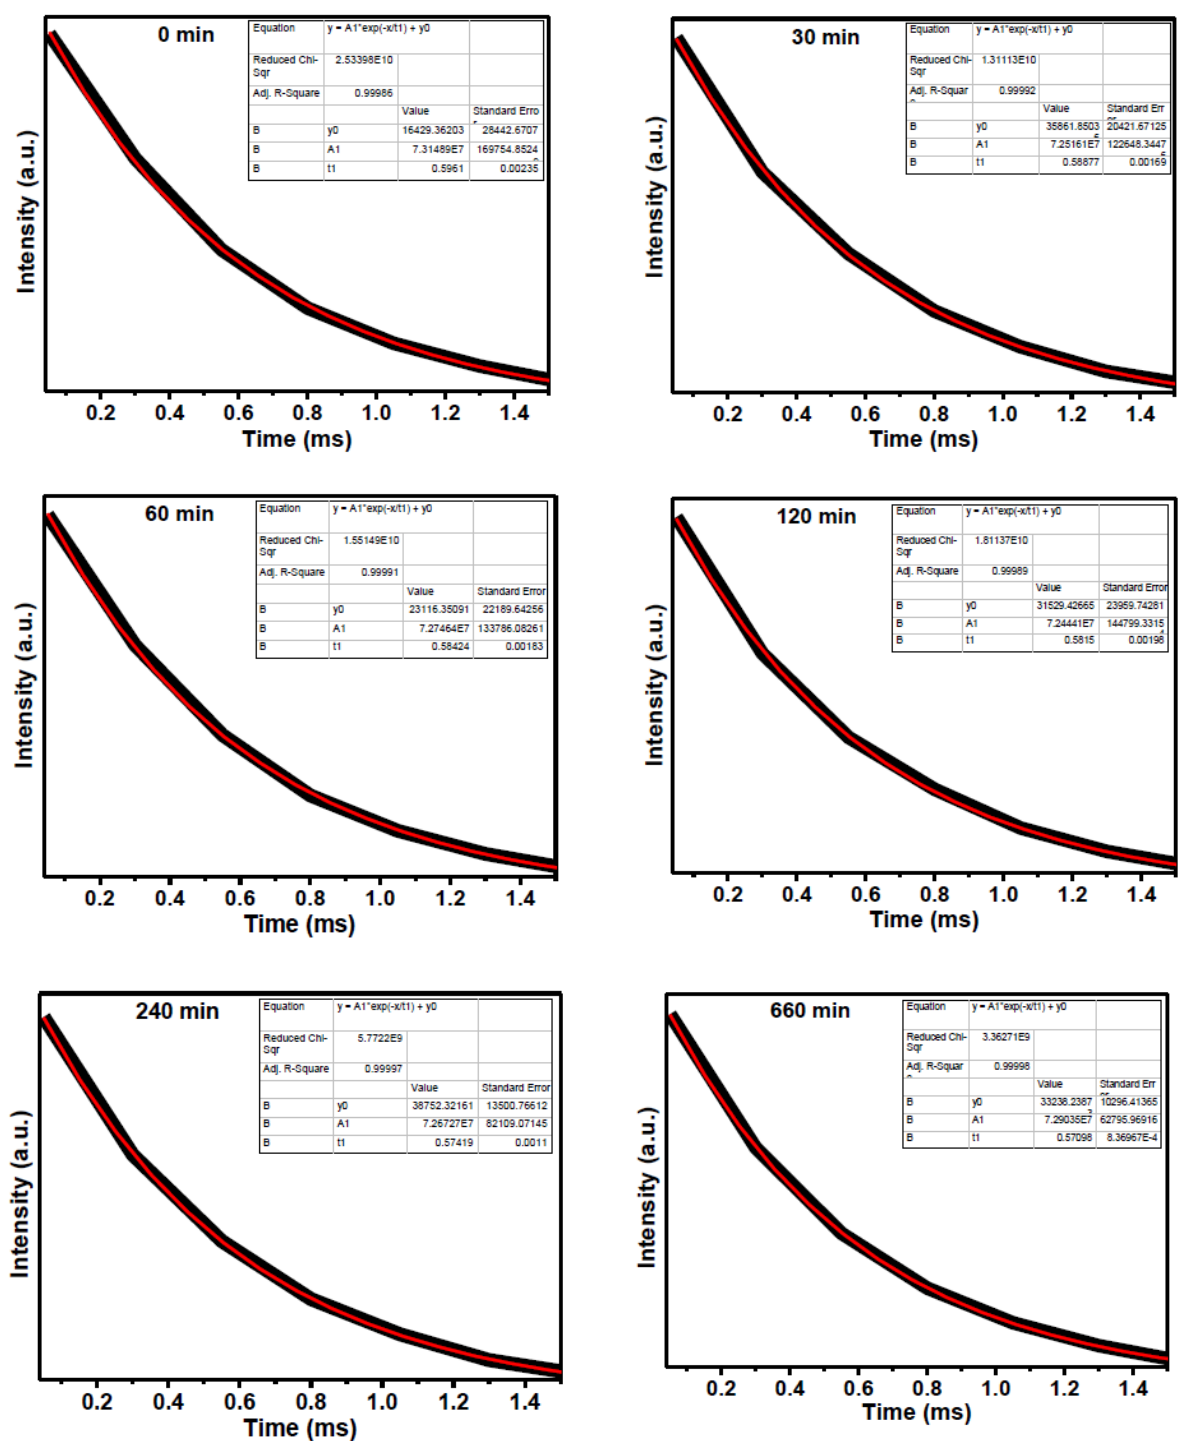 0 min
Equation y = A1*exp(-x/t1) + y0
Reduced Chi-Sqr 2.53398E10
Adj. R-Square 0.99986
Value Standard Erro
B y0 16429.36203 28442.6707
B A1 7.31489E7 169754.8524
B t1 0.5961 0.00235
Intensity (a.u.)
0.2 0.4 0.6 0.8 1.0 1.2 1.4
Time (ms)
30 min
Equation y = A1*exp(-x/t1) + y0
Reduced Chi-Sqr 1.31113E10
Adj. R-Squar 0.99992
Value Standard Err
B y0 35861.8503 20421.67125
B A1 7.25161E7 122648.3447
B t1 0.58877 0.00169
Intensity (a.u.)
0.2 0.4 0.6 0.8 1.0 1.2 1.4
Time (ms)
60 min
Equation y = A1*exp(-x/t1) + y0
Reduced Chi-Sqr 1.55149E10
Adj. R-Square 0.99991
Value Standard Error
B y0 23116.35091 22189.64256
B A1 7.27464E7 133786.08261
B t1 0.58424 0.00183
Intensity (a.u.)
0.2 0.4 0.6 0.8 1.0 1.2 1.4
Time (ms)
120 min
Equation y = A1*exp(-x/t1) + y0
Reduced Chi-Sqr 1.81137E10
Adj. R-Square 0.99989
Value Standard Error
B y0 31529.42665 23959.74281
B A1 7.24441E7 144799.3315
B t1 0.5815 0.00198
Intensity (a.u.)
0.2 0.4 0.6 0.8 1.0 1.2 1.4
Time (ms)
240 min
Equation y = A1*exp(-x/t1) + y0
Reduced Chi-Sqr 5.7722E9
Adj. R-Square 0.99997
Value Standard Error
B y0 38752.32161 13500.76612
B A1 7.26727E7 82109.07145
B t1 0.57419 0.0011
Intensity (a.u.)
0.2 0.4 0.6 0.8 1.0 1.2 1.4
Time (ms)
660 min
Equation y = A1*exp(-x/t1) + y0
Reduced Chi-Sqr 3.36271E9
Adj. R-Squar 0.99998
Value Standard Err
B y0 33238.2387 10296.41365
B A1 7.29035E7 62795.96916
B t1 0.57098 8.36967E-4
Intensity (a.u.)
0.2 0.4 0.6 0.8 1.0 1.2 1.4
Time (ms)